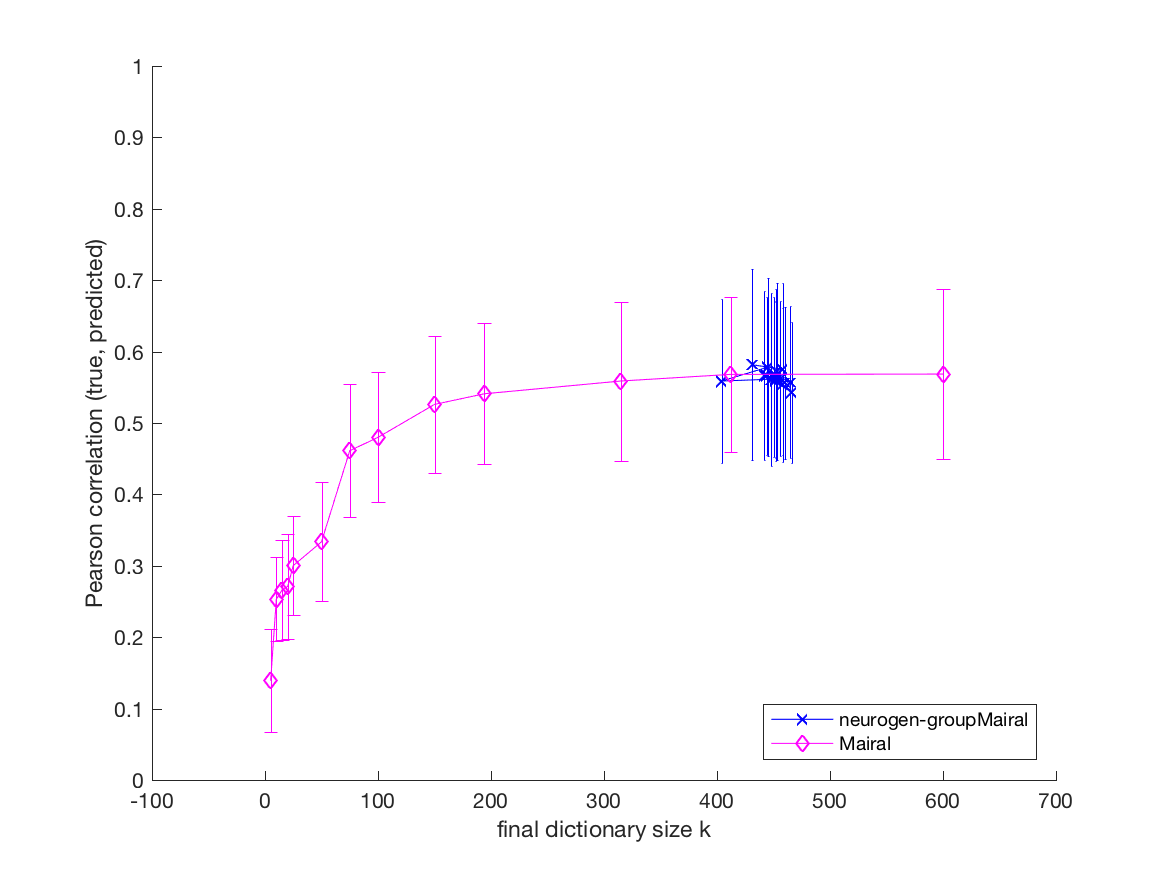 1
0.9
0.8
0.7
0.6
0.5
0.4
0.3
0.2
0.1
0
Pearson correlation (true, predicted)
neurogen-groupMairal
Mairal
-100 0 100 200 300 400 500 600 700
final dictionary size k